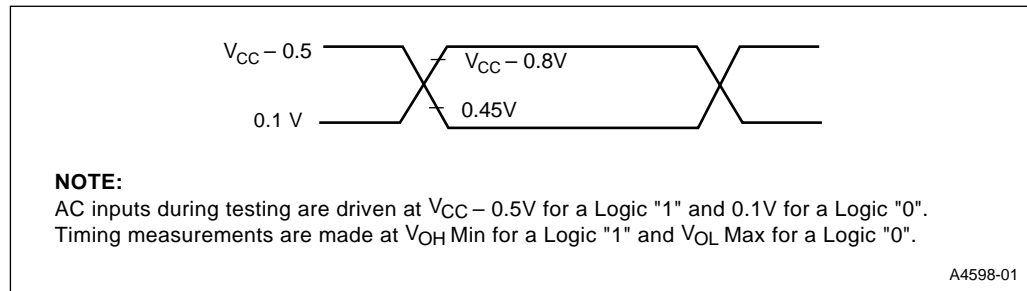 V_CC – 0.5
V_CC – 0.8V
0.45V
0.1 V
NOTE:
AC inputs during testing are driven at V_CC – 0.5V for a Logic "1" and 0.1V for a Logic "0".
Timing measurements are made at V_OH Min for a Logic "1" and V_OL Max for a Logic "0".
A4598-01